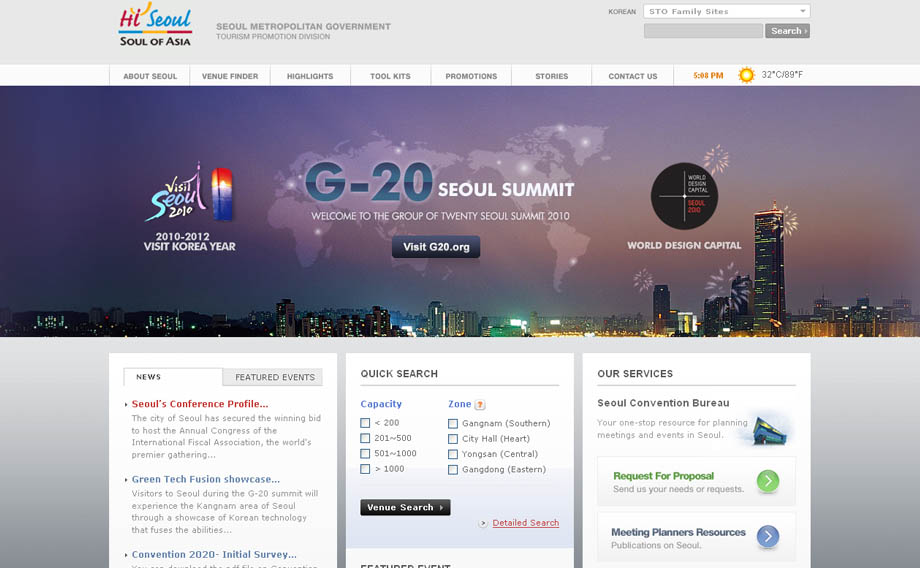 Hi Seoul
SOUL OF ASIA
SEOUL METROPOLITAN GOVERNMENT
TOURISM PROMOTION DIVISION
KOREAN
STO Family Sites
Search
ABOUT SEOUL
VENUE FINDER
HIGHLIGHTS
TOOL KITS
PROMOTIONS
STORIES
CONTACT US
5:08 PM
32°C/89°F
Visit
Seoul
2010
2010-2012
VISIT KOREA YEAR
G-20 SEOUL SUMMIT
WELCOME TO THE GROUP OF TWENTY SEOUL SUMMIT 2010
Visit G20.org
WORLD
DESIGN
CAPITAL
SEOUL
2010
WORLD DESIGN CAPITAL
NEWS
FEATURED EVENTS
Seoul's Conference Profile...
The city of Seoul has secured the winning bid
to host the Annual Congress of the
International Fiscal Association, the world's
premier gathering...
Green Tech Fusion showcase...
Visitors to Seoul during the G-20 summit will
experience the Kangnam area of Seoul
through a showcase of Korean technology
that fuses the abilities...
Convention 2020- Initial Survey...
You can download the pdf file on Convention
QUICK SEARCH
Capacity
< 200
201~500
501~1000
> 1000
Zone ?
Gangnam (Southern)
City Hall (Heart)
Yongsan (Central)
Gangdong (Eastern)
Venue Search
Detailed Search
FEATURED EVENT
OUR SERVICES
Seoul Convention Bureau
Your one-stop resource for planning
meetings and events in Seoul.
Request For Proposal
Send us your needs or requests.
Meeting Planners Resources
Publications on Seoul.